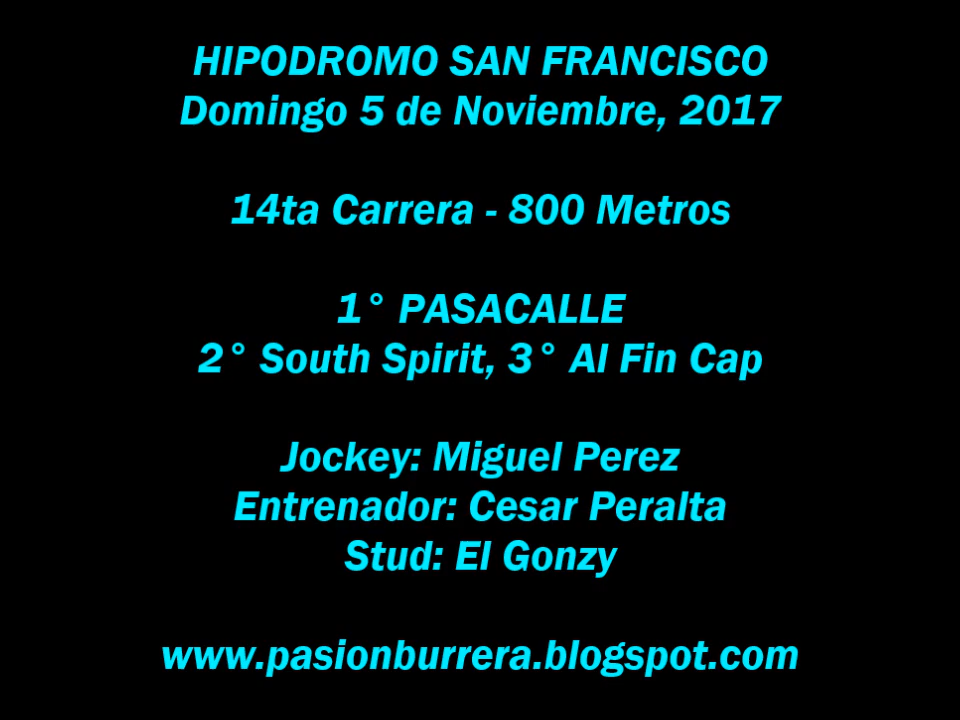 HIPODROMO SAN FRANCISCO
Domingo 5 de Noviembre, 2017
14ta Carrera - 800 Metros
1° PASACALLE
2° South Spirit, 3° Al Fin Cap
Jockey: Miguel Perez
Entrenador: Cesar Peralta
Stud: El Gonzy
www.pasionburrera.blogspot.com